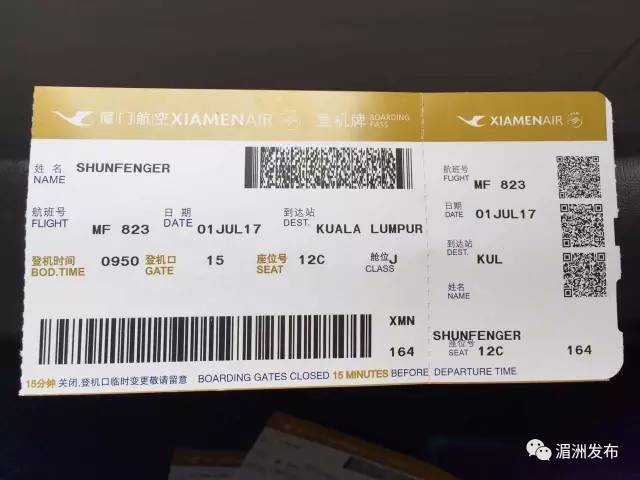 厦门航空 XIAMENAIR 登机牌 BOARDING PASS
XIAMENAIR
姓名 NAME SHUNFENGER
航班号 FLIGHT MF 823 日期 DATE 01JUL17 到达站 DEST. KUALA LUMPUR
登机时间 BOD.TIME 0950 登机口 GATE 15 座位号 SEAT 12C 舱位 CLASS J
XMN
164
15分钟 关闭,登机口临时变更敬请留意 BOARDING GATES CLOSED 15 MINUTES BEFORE DEPARTURE TIME
航班号 FLIGHT MF 823
日期 DATE 01JUL17
到达站 DEST. KUL
姓名 NAME
SHUNFENGER
座位号 SEAT 12C 164
湄洲发布